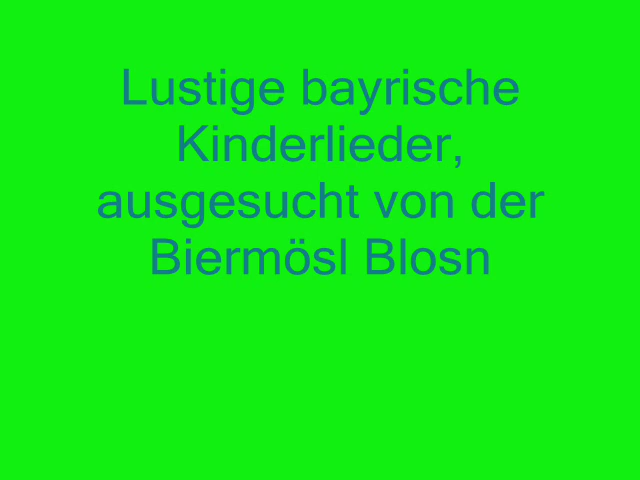 Lustige bayrische
Kinderlieder,
ausgesucht von der
Biermösl Blosn